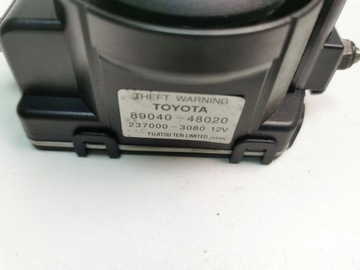 THEFT WARNING
TOYOTA
89040-48020
237000-3080 12V
FUJITSU TEN LIMITED JAPAN